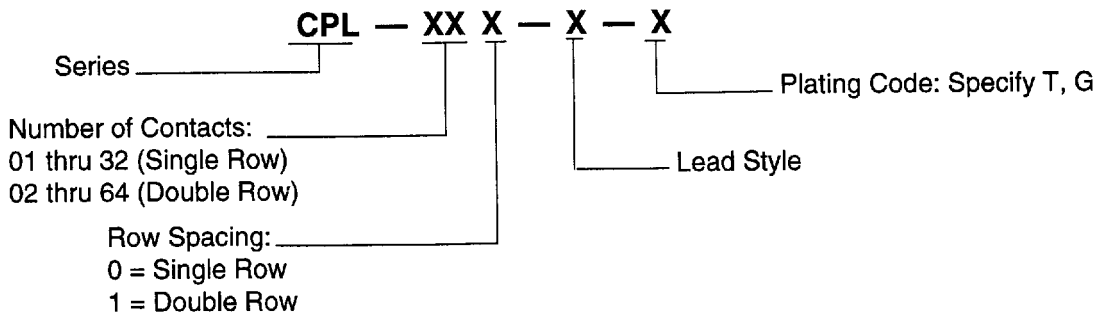 CPL — XX X — X — X
Series
Plating Code: Specify T, G
Number of Contacts:
01 thru 32 (Single Row)
02 thru 64 (Double Row)
Lead Style
Row Spacing:
0 = Single Row
1 = Double Row